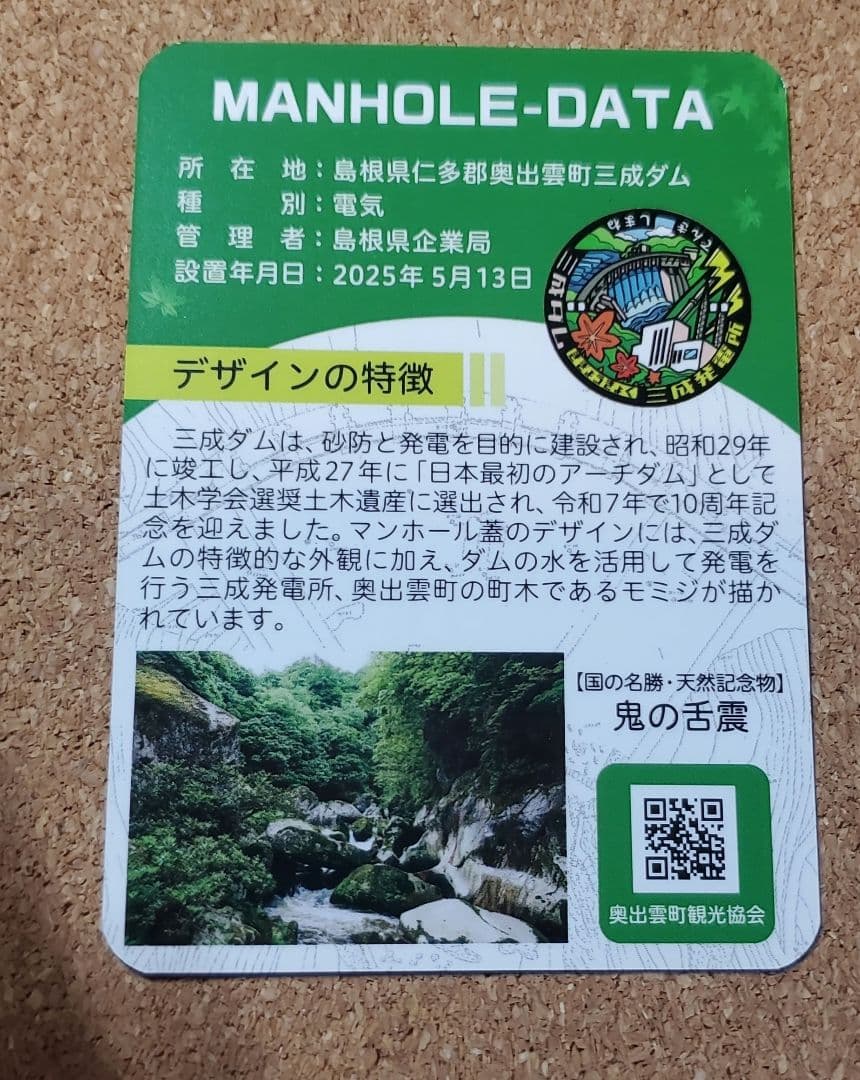 MANHOLE-DATA
所在地：島根県仁多郡奥出雲町三成ダム
種別：電気
管理者：島根県企業局
設置年月日：2025年5月13日
三成発電所
デザインの特徴
三成ダムは、砂防と発電を目的に建設され、昭和29年
に竣工し、平成27年に「日本最初のアーチダム」として
土木学会選奨土木遺産に選出され、令和7年で10周年記
念を迎えました。マンホール蓋のデザインには、三成ダ
ムの特徴的な外観に加え、ダムの水を活用して発電を
行う三成発電所、奥出雲町の町木であるモミジが描か
れています。
【国の名勝・天然記念物】
鬼の舌震
奥出雲町観光協会